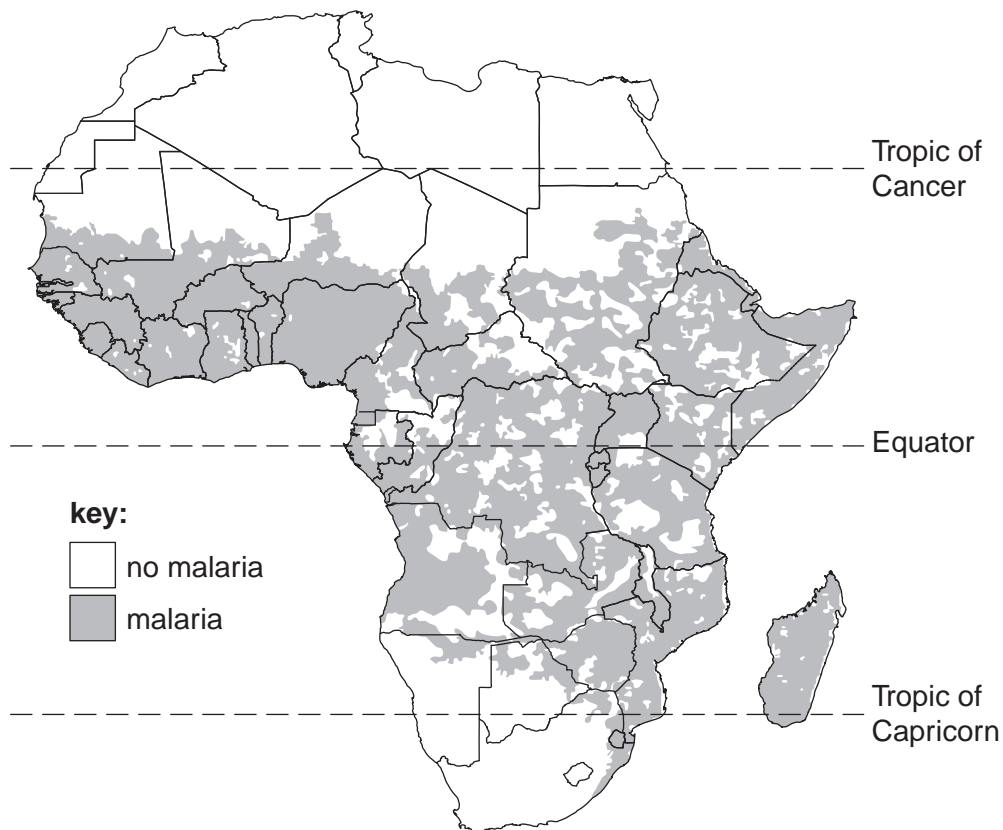 Tropic of
Cancer
Equator
key:
no malaria
malaria
Tropic of
Capricorn